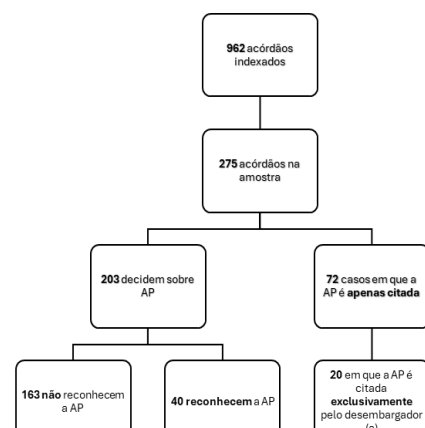 962 acórdãos
indexados
275 acórdãos na
amostra
203 decidem sobre
AP
72 casos em que a
AP é apenas citada
163 não reconhecem
a AP
40 reconhecem a AP
20 em que a AP é
citada
exclusivamente
pelo desembargador
(a)